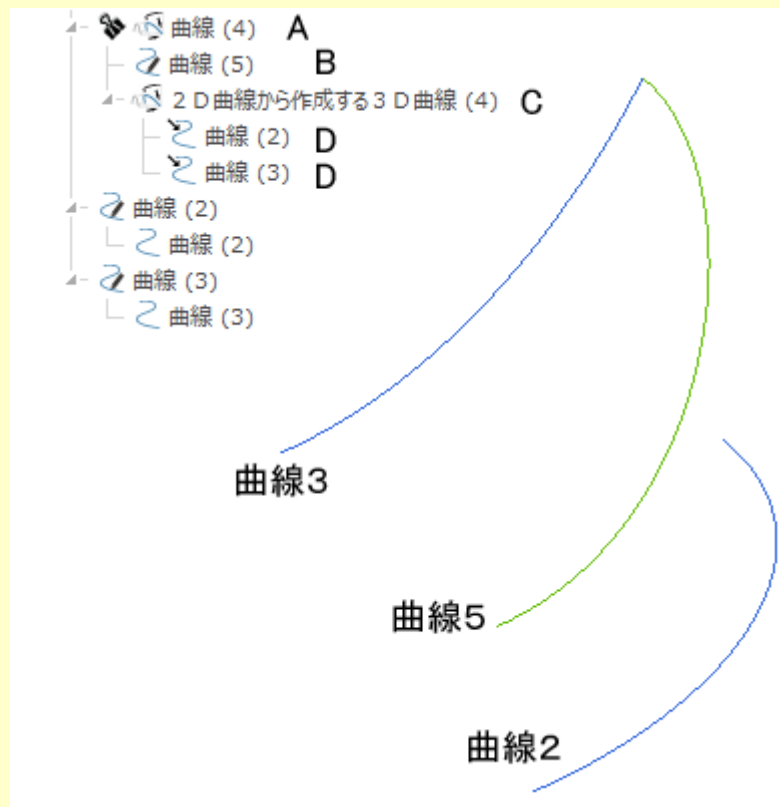 曲線 (4) A
曲線 (5) B
２Ｄ曲線から作成する３Ｄ曲線 (4) C
曲線 (2) D
曲線 (3) D
曲線 (2)
曲線 (2)
曲線 (3)
曲線 (3)
曲線３
曲線５
曲線２